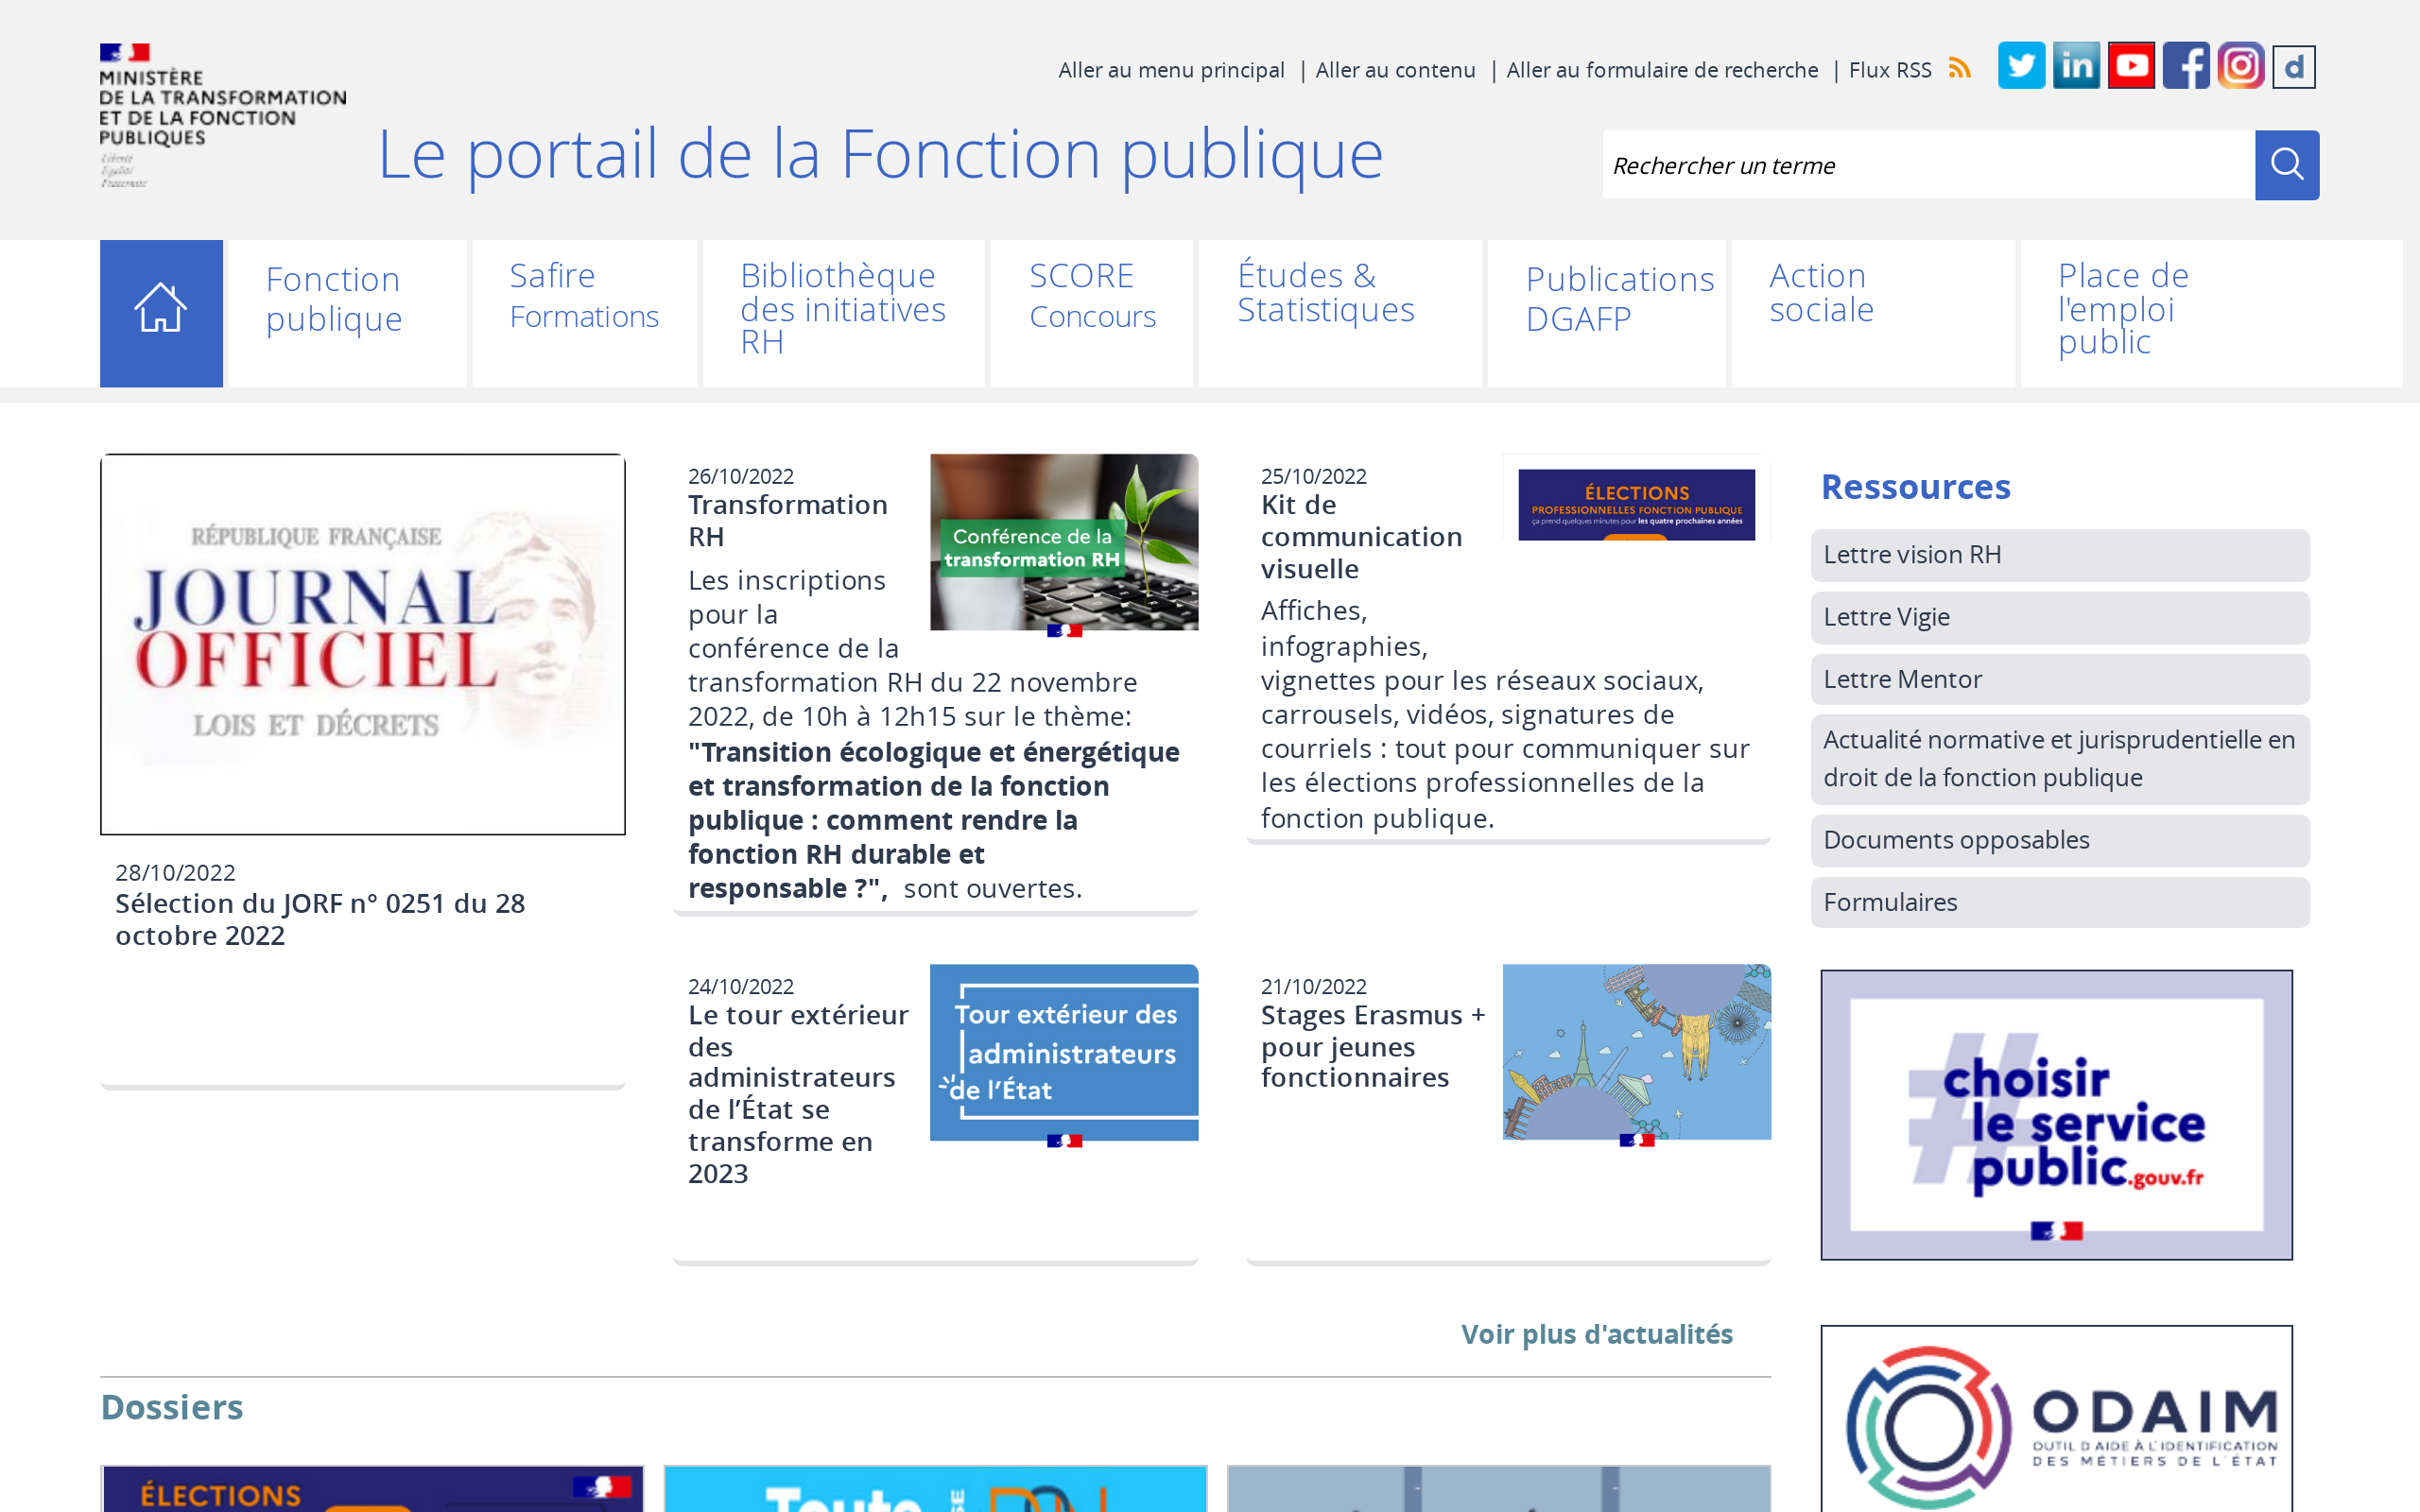 MINISTÈRE
DE LA TRANSFORMATION
ET DE LA FONCTION
PUBLIQUES
Liberté
Égalité
Fraternité
Aller au menu principal | Aller au contenu | Aller au formulaire de recherche | Flux RSS
Le portail de la Fonction publique
Rechercher un terme
Fonction
publique
Safire
Formations
Bibliothèque
des initiatives
RH
SCORE
Concours
Études &
Statistiques
Publications
DGAFP
Action
sociale
Place de
l'emploi
public
RÉPUBLIQUE FRANÇAISE
JOURNAL
OFFICIEL
LOIS ET DÉCRETS
28/10/2022
Sélection du JORF n° 0251 du 28
octobre 2022
26/10/2022
Transformation
RH
Conférence de la
transformation RH
Les inscriptions
pour la
conférence de la
transformation RH du 22 novembre
2022, de 10h à 12h15 sur le thème:
"Transition écologique et énergétique
et transformation de la fonction
publique : comment rendre la
fonction RH durable et
responsable ?", sont ouvertes.
25/10/2022
Kit de
communication
visuelle
ÉLECTIONS
PROFESSIONNELLES FONCTION PUBLIQUE
ça prend quelques minutes pour les quatre prochaines années
Affiches,
infographies,
vignettes pour les réseaux sociaux,
carrousels, vidéos, signatures de
courriels : tout pour communiquer sur
les élections professionnelles de la
fonction publique.
24/10/2022
Le tour extérieur
des
administrateurs
de l’État se
transforme en
2023
Tour extérieur des
administrateurs
de l’État
21/10/2022
Stages Erasmus +
pour jeunes
fonctionnaires
Voir plus d'actualités
Ressources
Lettre vision RH
Lettre Vigie
Lettre Mentor
Actualité normative et jurisprudentielle en
droit de la fonction publique
Documents opposables
Formulaires
#choisir
le service
public.gouv.fr
ODAIM
OUTIL D'AIDE À L'IDENTIFICATION
DES MÉTIERS DE L'ÉTAT
Dossiers
ÉLECTIONS
Toute